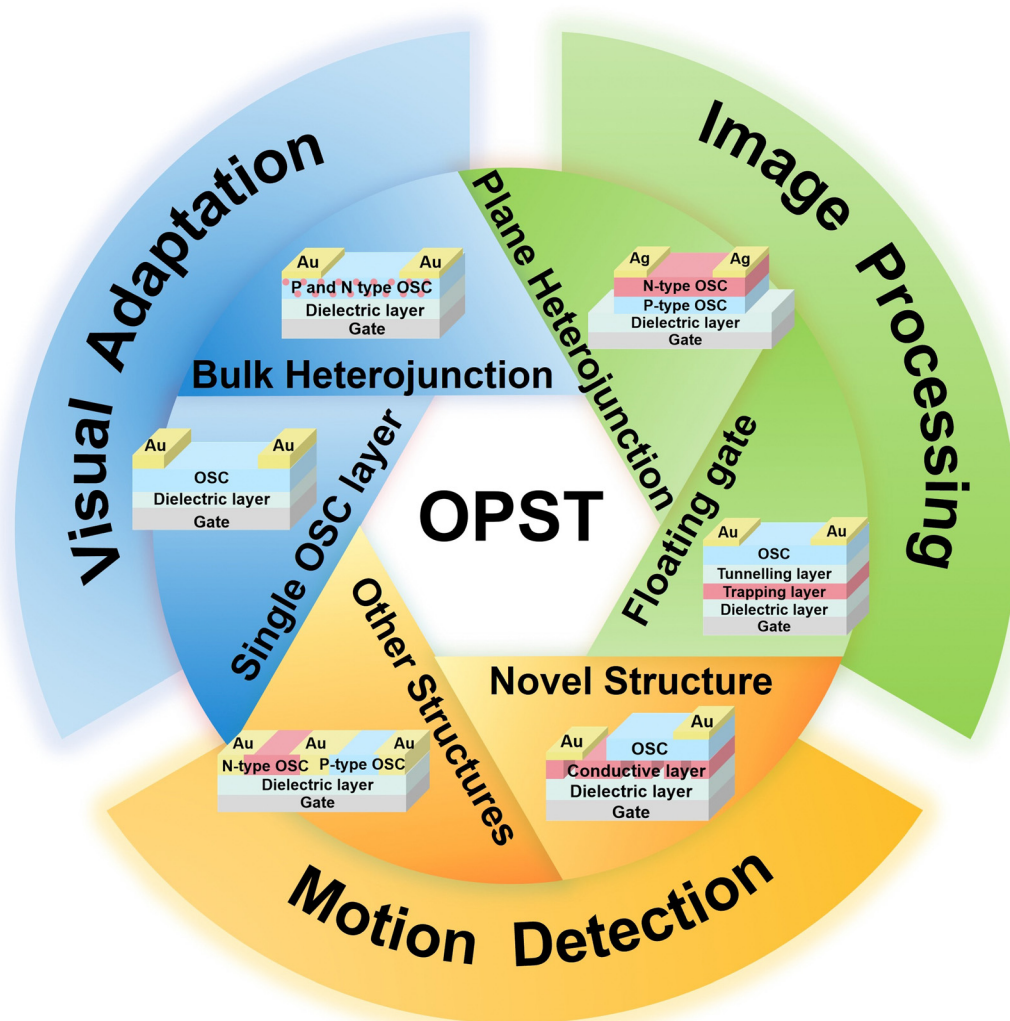 Visual Adaptation
Image Processing
Motion Detection
OPST
Bulk Heterojunction
Au Au
P and N type OSC
Dielectric layer
Gate
Plane Heterojunction
Ag Ag
N-type OSC
P-type OSC
Dielectric layer
Gate
Floating gate
Au Au
OSC
Tunnelling layer
Trapping layer
Dielectric layer
Gate
Novel Structure
Au Au
OSC
Conductive layer
Dielectric layer
Gate
Other Structures
Au Au Au
N-type OSC P-type OSC
Dielectric layer
Gate
Single OSC layer
Au Au
OSC
Dielectric layer
Gate